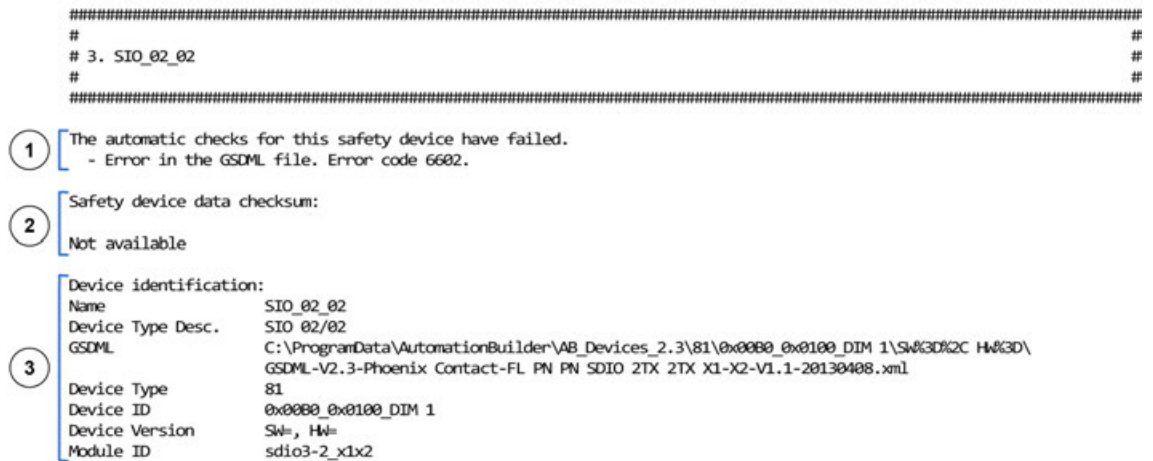 ################################################################################
# #
# 3. SIO_02_02 #
# #
################################################################################
1
The automatic checks for this safety device have failed.
- Error in the GSDML file. Error code 6602.
2
Safety device data checksum:
Not available
3
Device identification:
Name SIO_02_02
Device Type Desc. SIO 02/02
GSDML C:\ProgramData\AutomationBuilder\AB_Devices_2.3\81\0x00B0_0x0100_DIM 1\SW%3D%2C HW%3D\
GSDML-V2.3-Phoenix Contact-FL PN PN SDIO 2TX 2TX X1-X2-V1.1-20130408.xml
Device Type 81
Device ID 0x00B0_0x0100_DIM 1
Device Version SW=, HW=
Module ID sdio3-2_x1x2